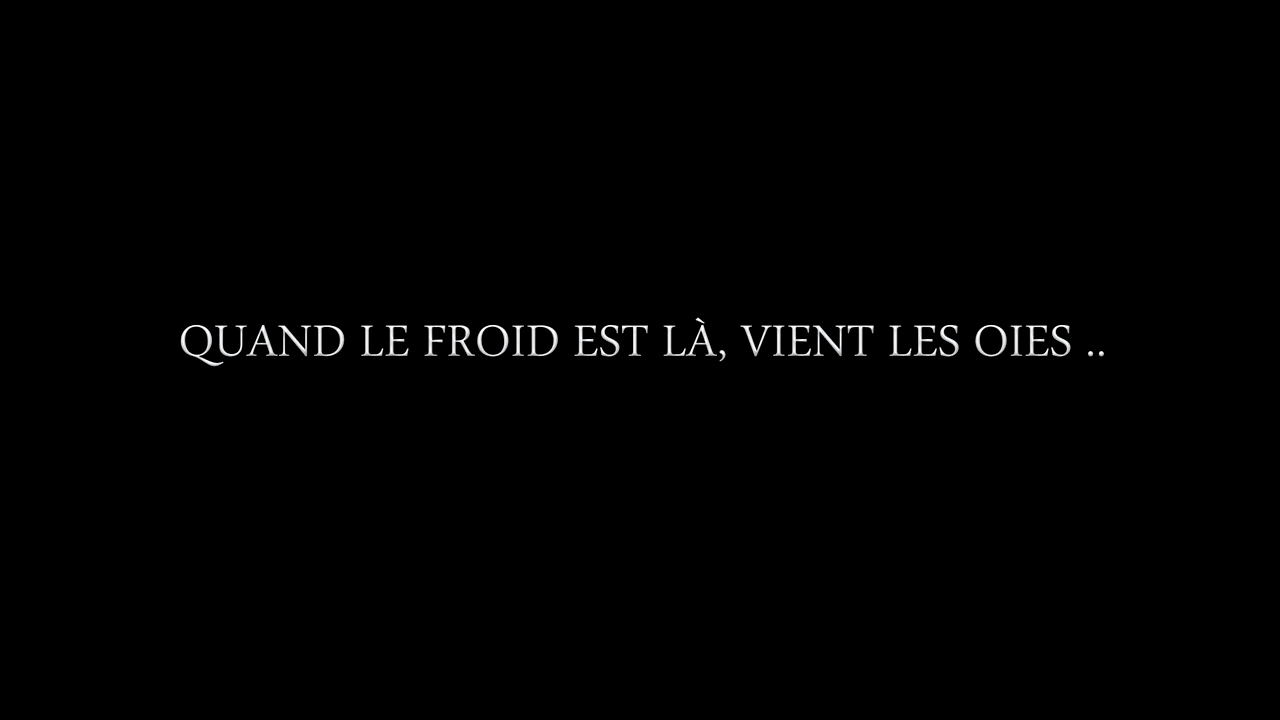 QUAND LE FROID EST LÀ, VIENT LES OIES ..